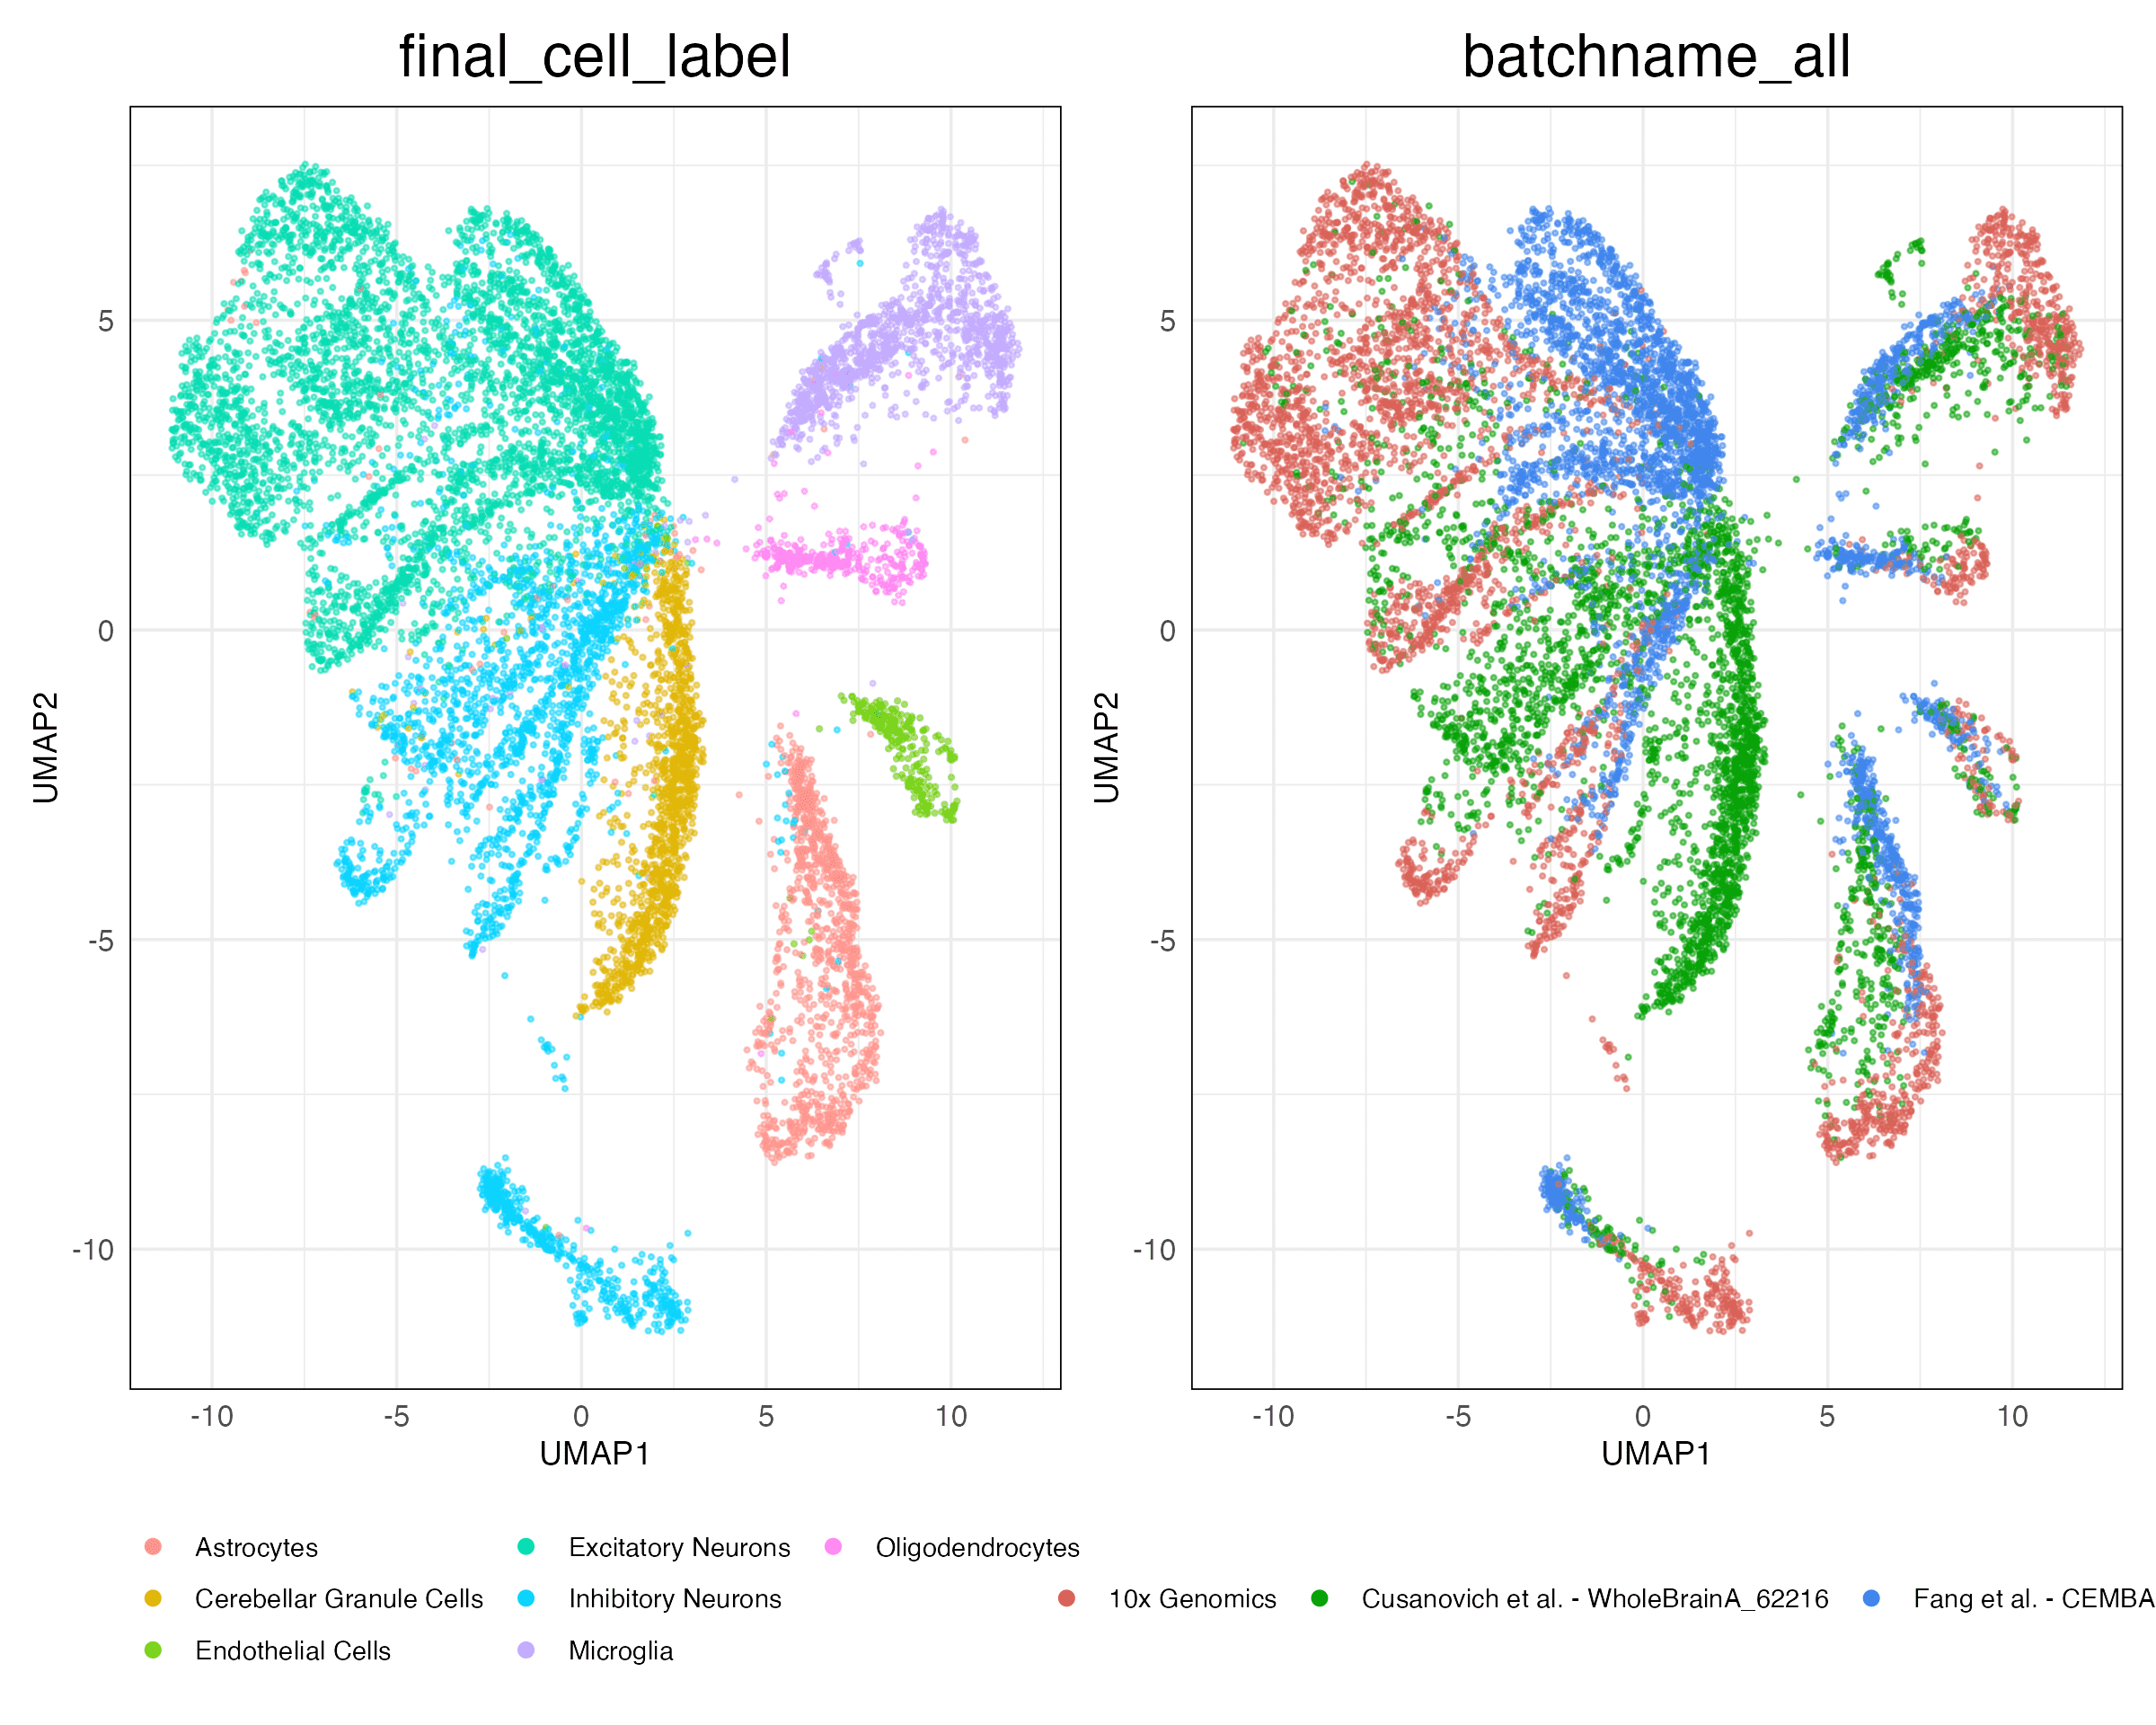 final_cell_label
batchname_all
5
0
-5
-10
UMAP2
-10 -5 0 5 10
UMAP1
5
0
-5
-10
UMAP2
-10 -5 0 5 10
UMAP1
Astrocytes
Cerebellar Granule Cells
Endothelial Cells
Excitatory Neurons
Inhibitory Neurons
Microglia
Oligodendrocytes
10x Genomics
Cusanovich et al. - WholeBrainA_62216
Fang et al. - CEMBA